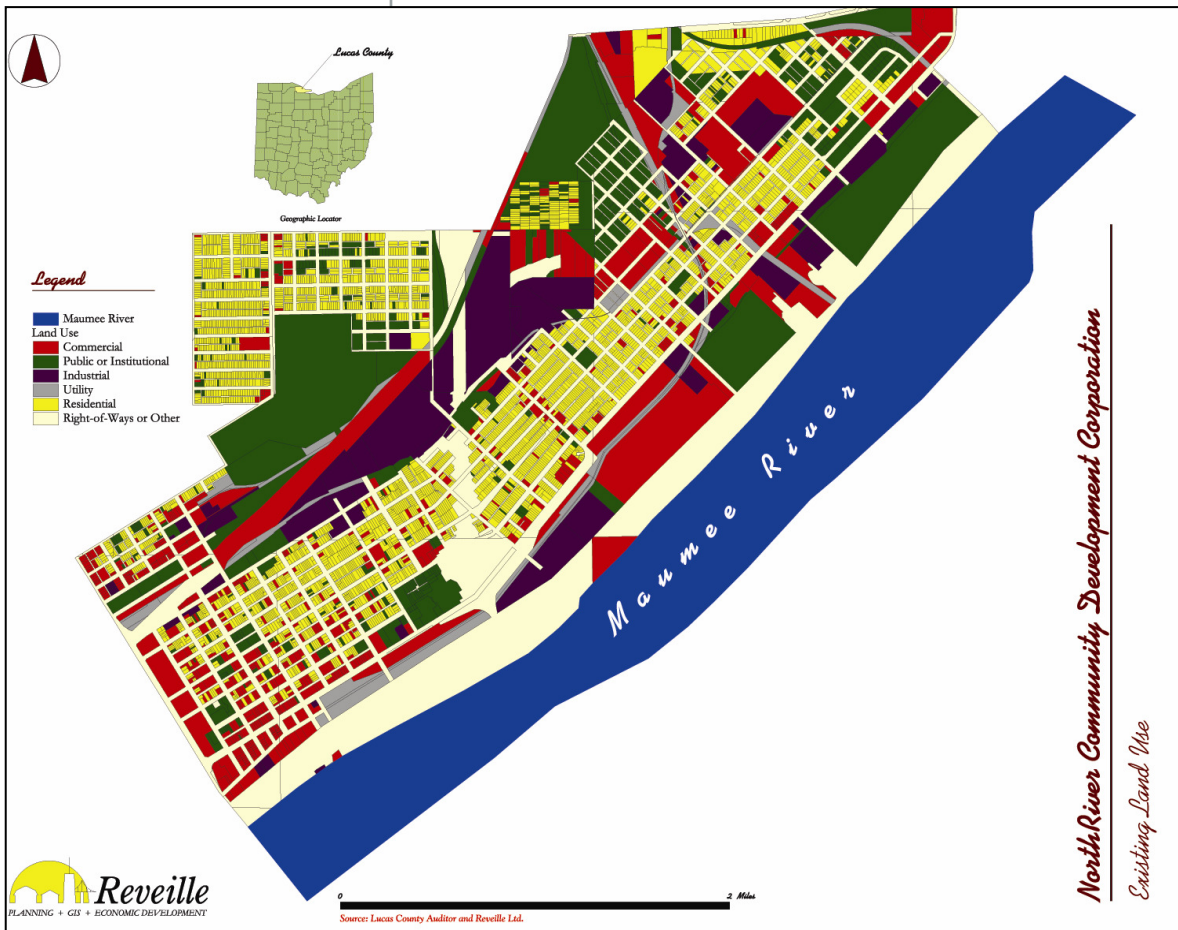 Lucas County
Geographic Locator
Legend
Maumee River
Land Use
Commercial
Public or Institutional
Industrial
Utility
Residential
Right-of-Ways or Other
Maumee River
NorthRiver Community Development Corporation
Existing Land Use
Reveille
PLANNING + GIS + ECONOMIC DEVELOPMENT
0 2 Miles
Source: Lucas County Auditor and Reveille Ltd.